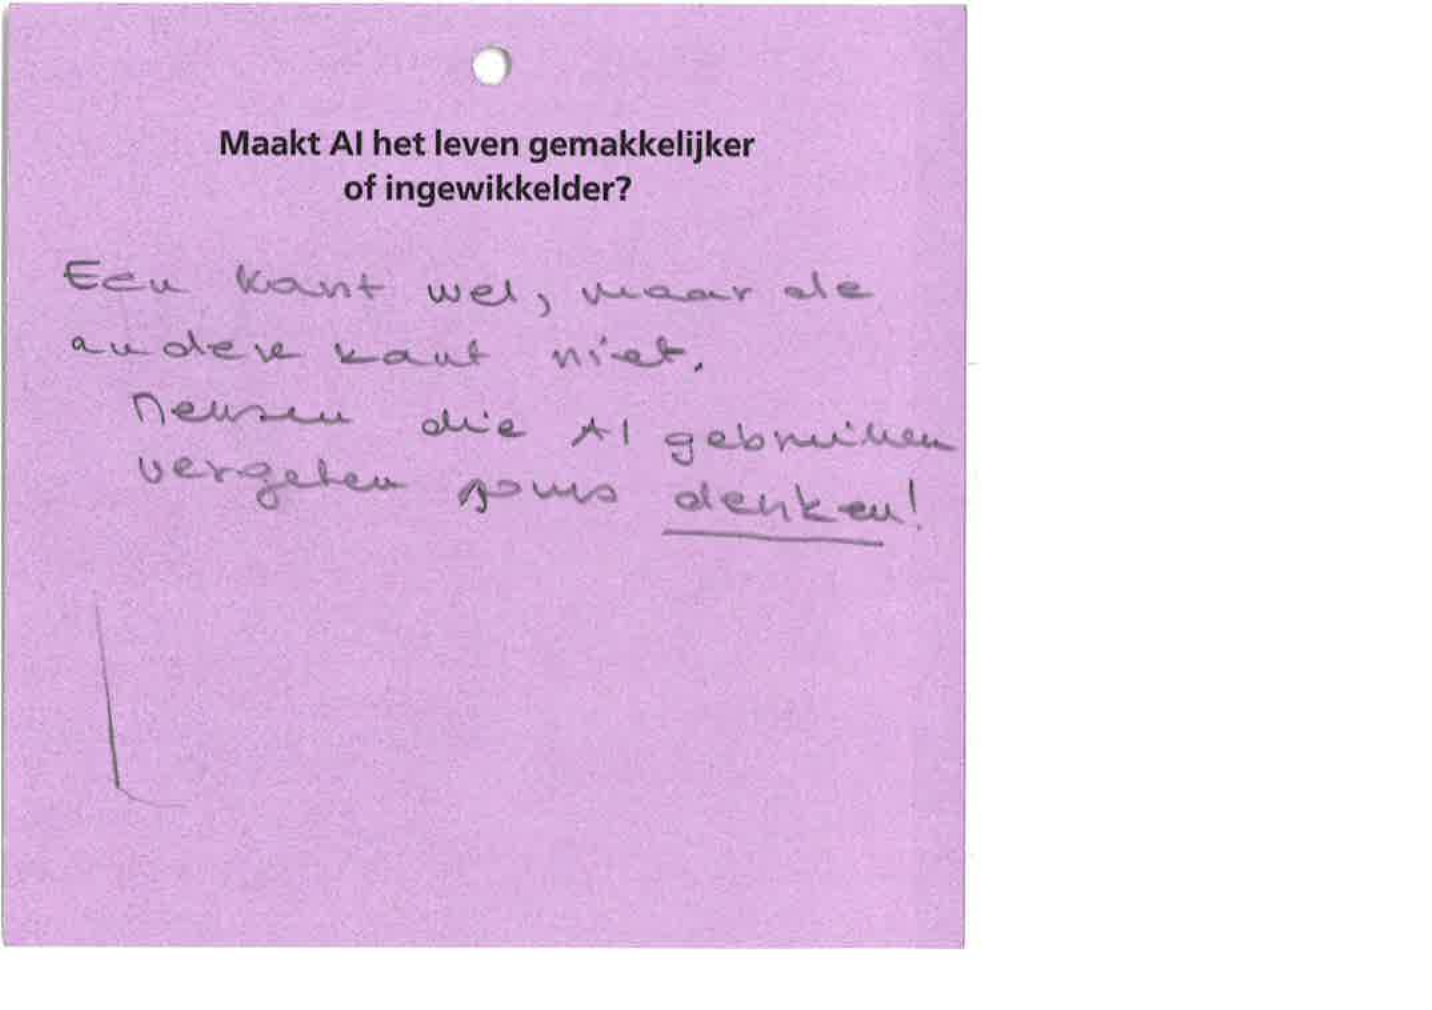 Maakt AI het leven gemakkelijker
of ingewikkelder?
Een kant wel, maar de
andere kant niet.
Mensen die AI gebruiken
vergeten soms denken!